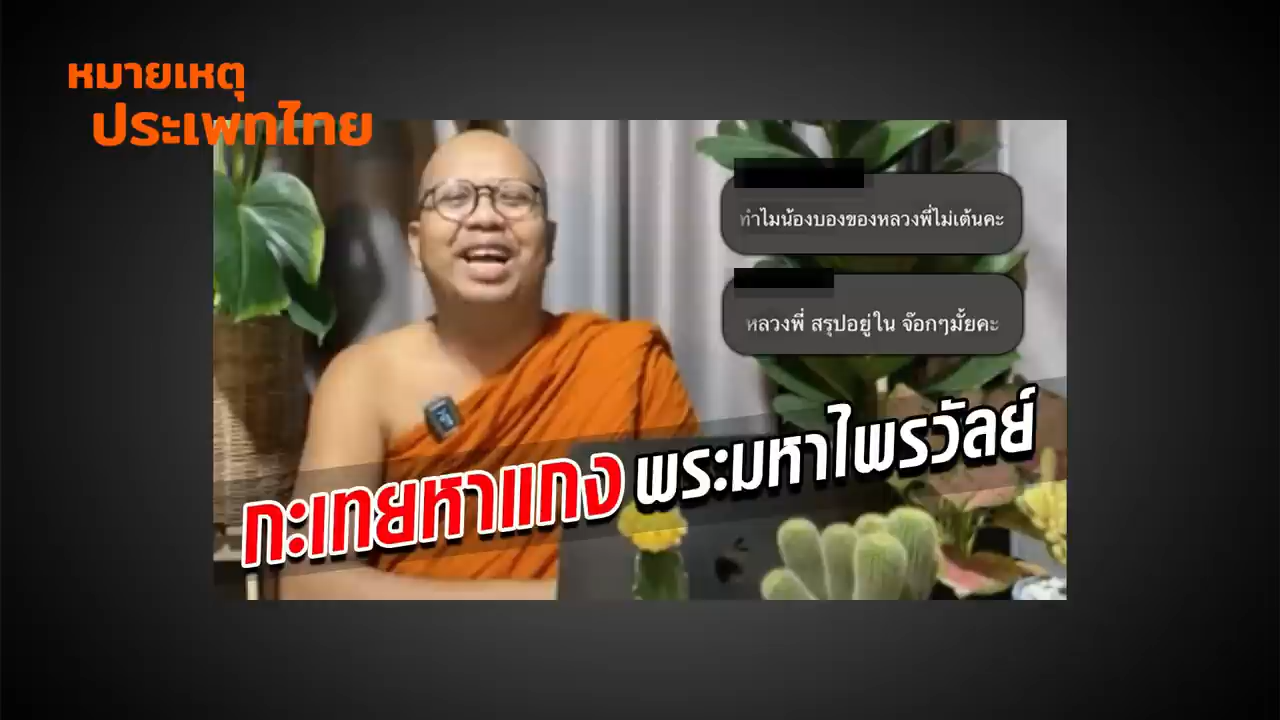 หมายเหตุ
ประเพทไทย
ทำไมน้องบองของหลวงพี่ไม่เต้นคะ
หลวงพี่ สรุปอยู่ใน จ๊อกๆมั้ยคะ
กะเทยหาแกง พระมหาไพรวัลย์